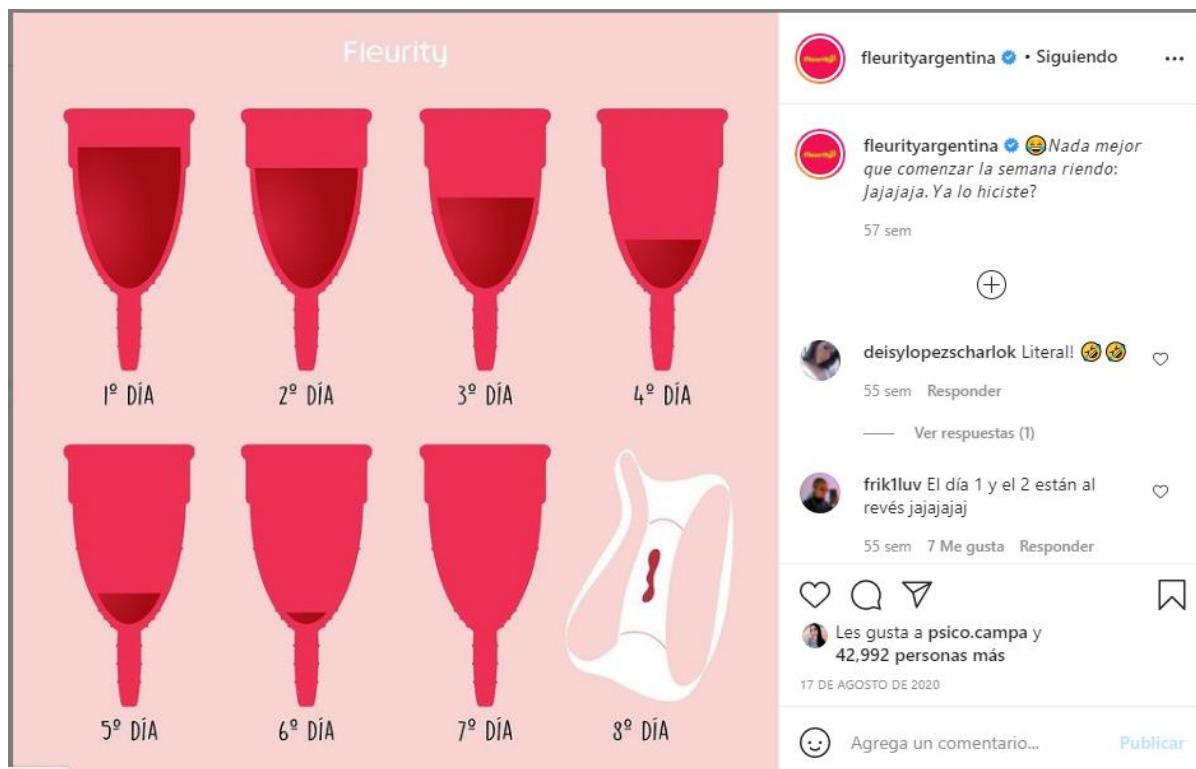 Fleurity
1º DÍA
2º DÍA
3º DÍA
4º DÍA
5º DÍA
6º DÍA
7º DÍA
8º DÍA
fleurityargentina • Siguiendo
fleurityargentina 😂Nada mejor
que comenzar la semana riendo:
Jajajaja. Ya lo hiciste?
57 sem
deisylopezscharlok Literal! 🤣🤣
55 sem Responder
Ver respuestas (1)
frik1luv El día 1 y el 2 están al
revés jajajajaj
55 sem 7 Me gusta Responder
Les gusta a psico.campa y
42,992 personas más
17 DE AGOSTO DE 2020
Agrega un comentario... Publicar